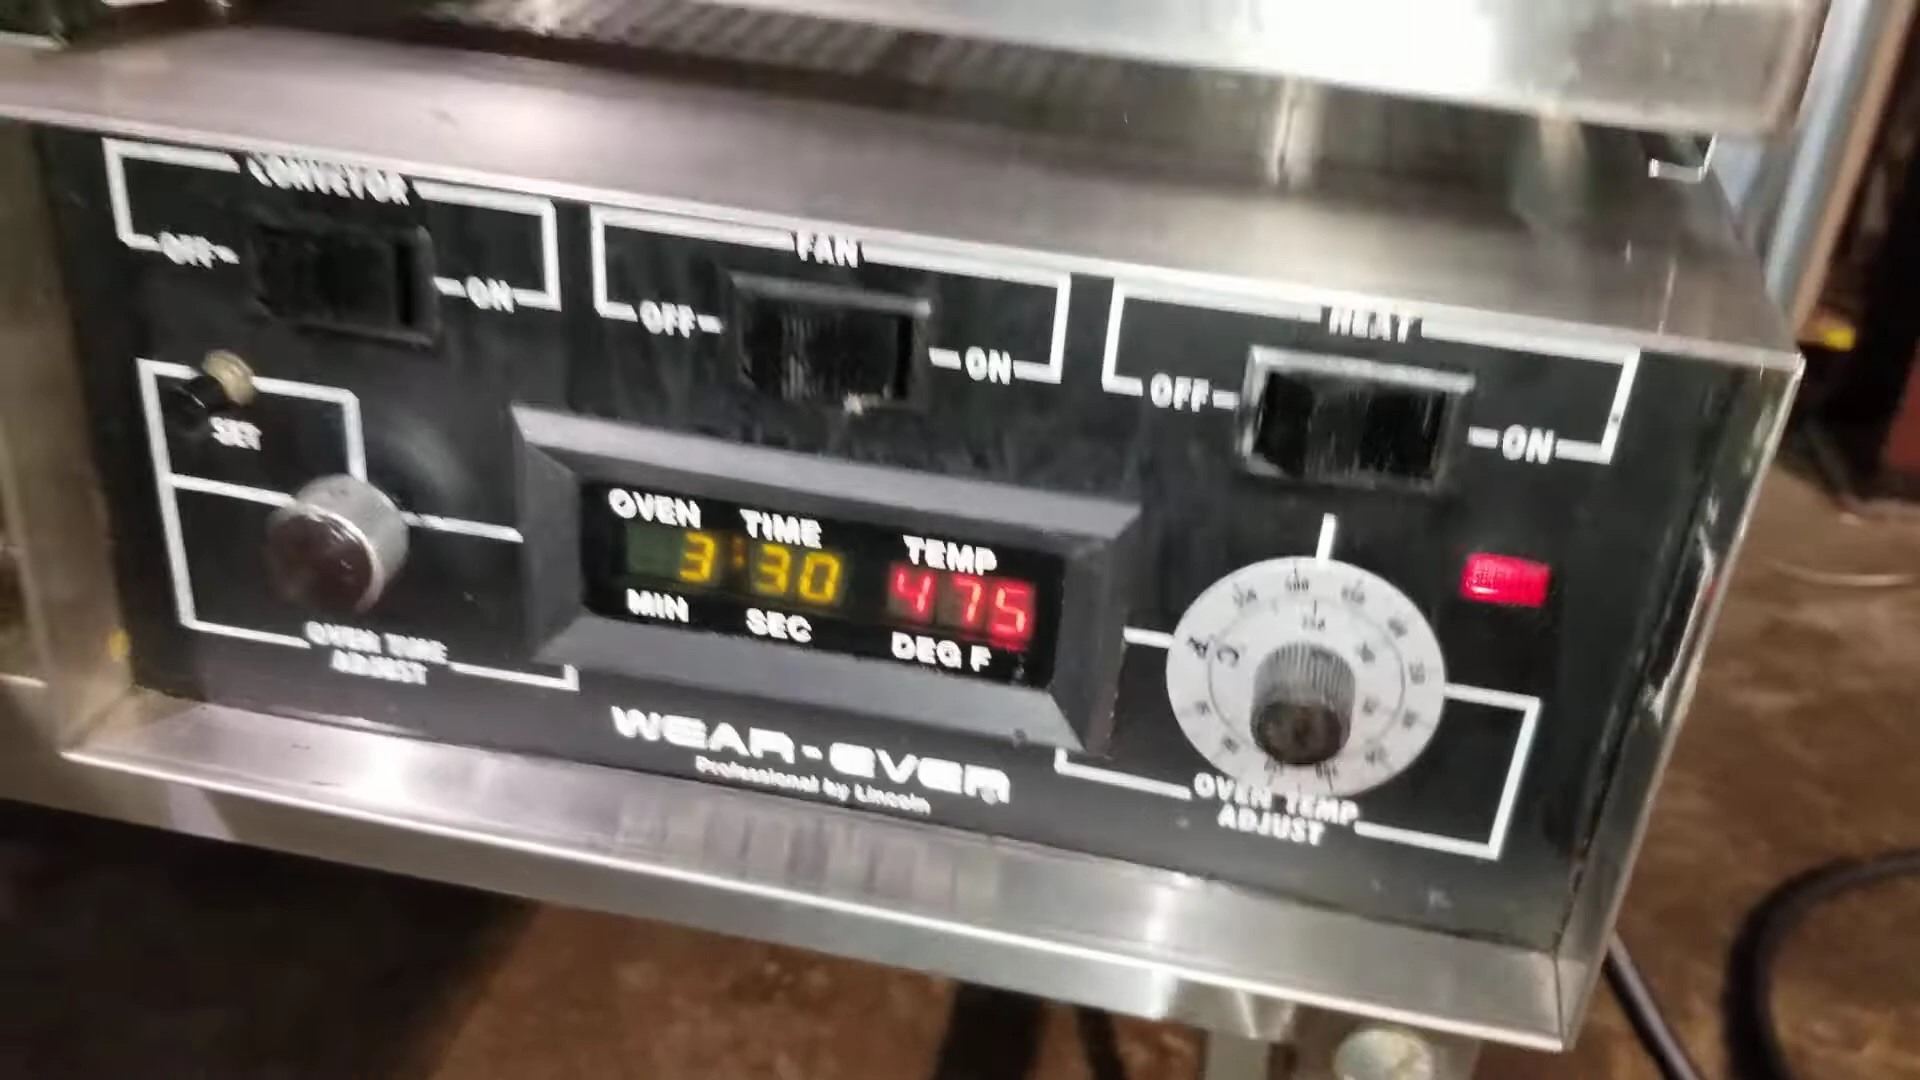 CONVEYOR
OFF ON
FAN
OFF ON
HEAT
OFF ON
SET
OVEN TIME TEMP
3:30 475
MIN SEC DEG F
OVEN TIME
ADJUST
WEAR-EVER
Professional by Lincoln
OVEN TEMP
ADJUST